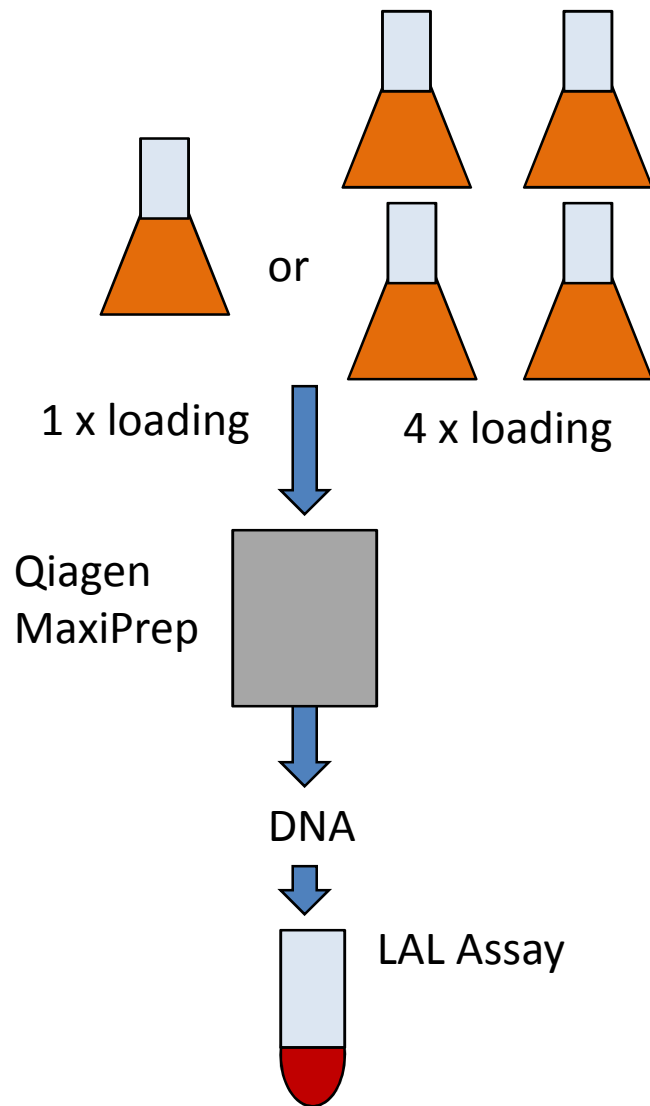 or
1 x loading
4 x loading
Qiagen
MaxiPrep
DNA
LAL Assay